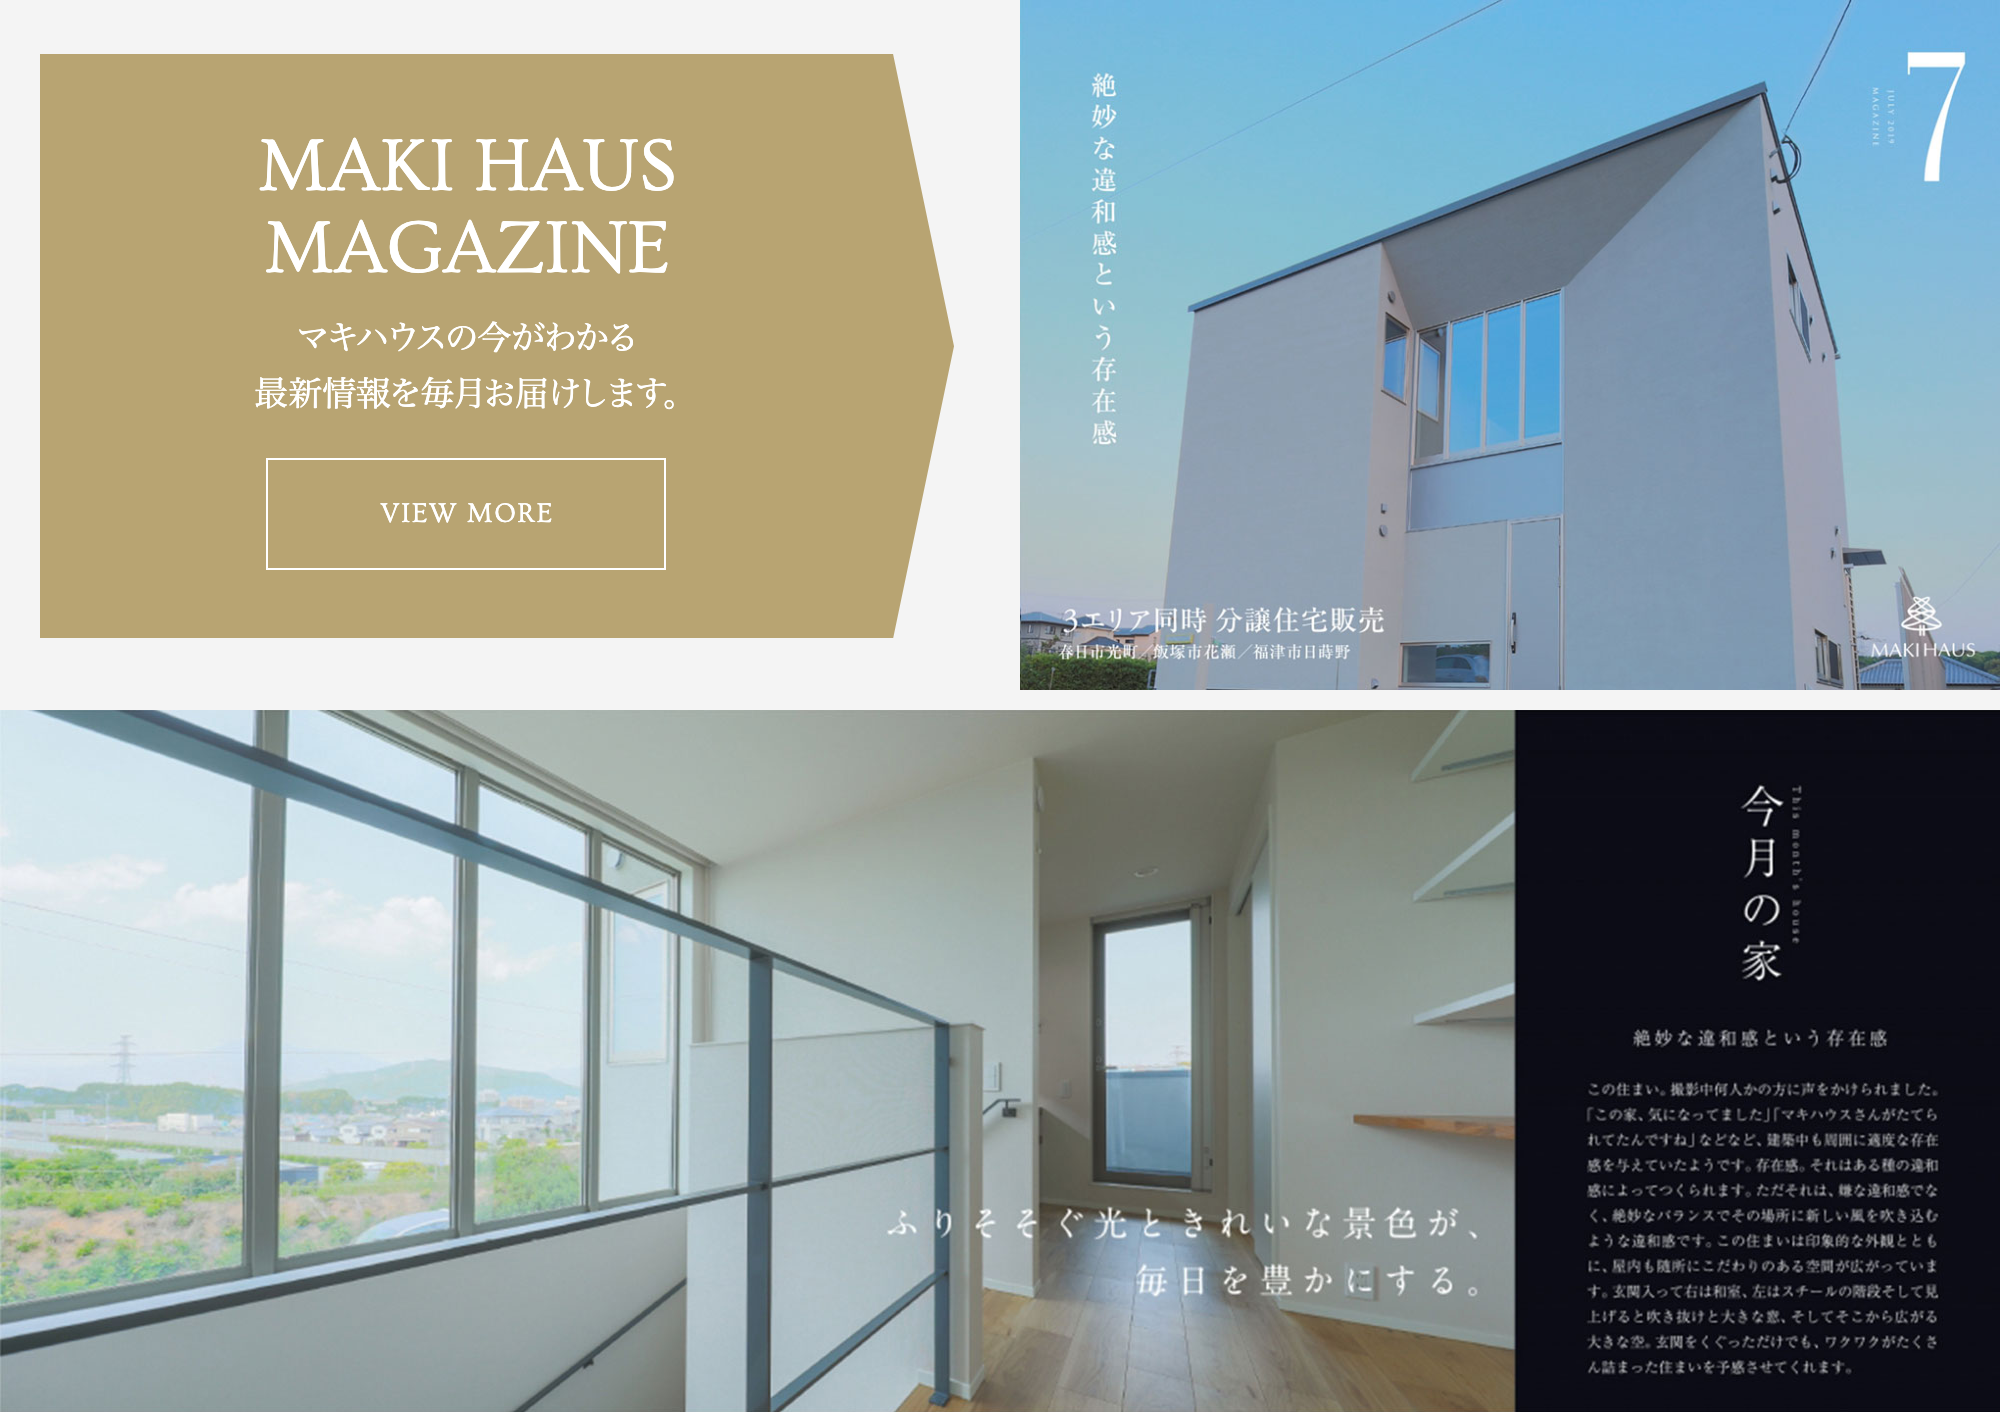 MAKI HAUS
MAGAZINE
マキハウスの今がわかる
最新情報を毎月お届けします。
VIEW MORE
絶妙な違和感という存在感
7
JULY.2019
MAGAZINE
3エリア同時 分譲住宅販売
春日市光町／飯塚市花瀬／福津市日蒔野
MAKI HAUS
ふりそそぐ光ときれいな景色が、
毎日を豊かにする。
今月の家
This month's house
絶妙な違和感という存在感
この住まい。撮影中何人かの方に声をかけられました。
「この家、気になってました」「マキハウスさんがたてら
れてたんですね」などなど、建築中も周囲に適度な存在
感を与えていたようです。存在感。それはある種の違和
感によってつくられます。ただそれは、嫌な違和感でな
く、絶妙なバランスでその場所に新しい風を吹き込む
ような違和感です。この住まいは印象的な外観ととも
に、屋内も随所にこだわりのある空間が広がっていま
す。玄関入って右は和室、左はスチールの階段そして見
上げると吹き抜けと大きな窓、そしてそこから広がる
大きな空。玄関をくぐっただけでも、ワクワクがたくさ
ん詰まった住まいを予感させてくれます。